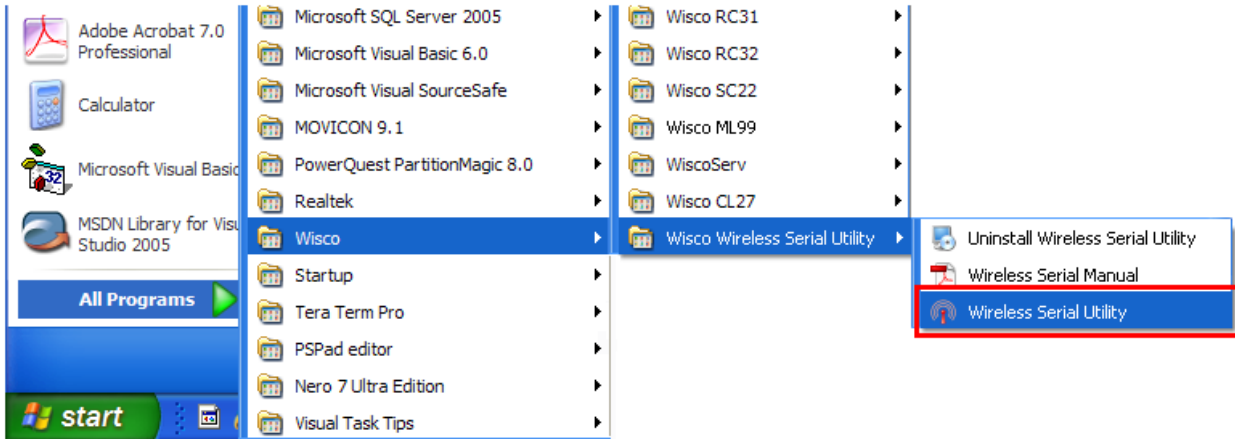 Adobe Acrobat 7.0
Professional
Calculator
Microsoft Visual Basic
MSDN Library for Visu
Studio 2005
All Programs
start
Microsoft SQL Server 2005
Microsoft Visual Basic 6.0
Microsoft Visual SourceSafe
MOVICON 9.1
PowerQuest PartitionMagic 8.0
Realtek
Wisco
Startup
Tera Term Pro
PSPad editor
Nero 7 Ultra Edition
Visual Task Tips
Wisco RC31
Wisco RC32
Wisco SC22
Wisco ML99
WiscoServ
Wisco CL27
Wisco Wireless Serial Utility
Uninstall Wireless Serial Utility
Wireless Serial Manual
Wireless Serial Utility